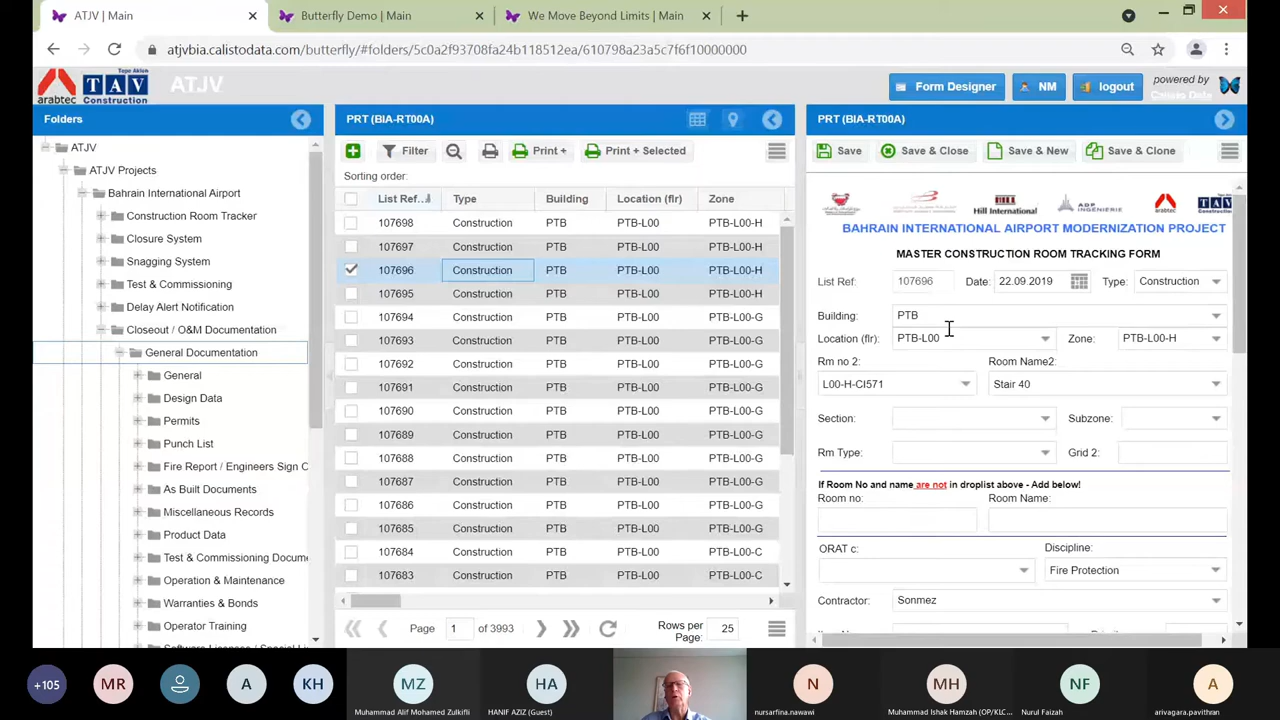 ATJV | Main
Butterfly Demo | Main
We Move Beyond Limits | Main
atjvbia.calistodata.com/butterfly/#folders/5c0a2f93708fa24b118512ea/610798a23a5c7f6f10000000
arabtec
Tepe Akfen
TAV
Construction
ATJV
Form Designer
NM
logout
powered by
Calisto Data
Folders
ATJV
ATJV Projects
Bahrain International Airport
Construction Room Tracker
Closure System
Snagging System
Test & Commissioning
Delay Alert Notification
Closeout / O&M Documentation
General Documentation
General
Design Data
Permits
Punch List
Fire Report / Engineers Sign O
As Built Documents
Miscellaneous Records
Product Data
Test & Commissioning Docume
Operation & Maintenance
Warranties & Bonds
Operator Training
PRT (BIA-RT00A)
Filter
Print +
Print + Selected
Sorting order:
List Ref... Type Building Location (flr) Zone
107698 Construction PTB PTB-L00 PTB-L00-H
107697 Construction PTB PTB-L00 PTB-L00-H
107696 Construction PTB PTB-L00 PTB-L00-H
107695 Construction PTB PTB-L00 PTB-L00-H
107694 Construction PTB PTB-L00 PTB-L00-G
107693 Construction PTB PTB-L00 PTB-L00-G
107692 Construction PTB PTB-L00 PTB-L00-G
107691 Construction PTB PTB-L00 PTB-L00-G
107690 Construction PTB PTB-L00 PTB-L00-G
107689 Construction PTB PTB-L00 PTB-L00-G
107688 Construction PTB PTB-L00 PTB-L00-G
107687 Construction PTB PTB-L00 PTB-L00-G
107686 Construction PTB PTB-L00 PTB-L00-G
107685 Construction PTB PTB-L00 PTB-L00-G
107684 Construction PTB PTB-L00 PTB-L00-C
107683 Construction PTB PTB-L00 PTB-L00-C
Page 1 of 3993
Rows per
Page: 25
PRT (BIA-RT00A)
Save
Save & Close
Save & New
Save & Clone
Hill International
ADP
INGENIERIE
arabtec
TAV
Construction
BAHRAIN INTERNATIONAL AIRPORT MODERNIZATION PROJECT
MASTER CONSTRUCTION ROOM TRACKING FORM
List Ref: 107696 Date: 22.09.2019 Type: Construction
Building: PTB
Location (flr): PTB-L00 Zone: PTB-L00-H
Rm no 2: Room Name2:
L00-H-CI571 Stair 40
Section: Subzone:
Rm Type: Grid 2:
If Room No and name are not in droplist above - Add below!
Room no: Room Name:
ORAT c: Discipline:
Fire Protection
Contractor: Sonmez
+105
MR
A
KH
MZ
Muhammad Alif Mohamed Zulkifli
HA
HANIF AZIZ (Guest)
N
nursarfina.nawawi
MH
Muhammad Ishak Hamzah (OP/KLC...
NF
Nurul Faizah
A
arivagara.pavithran